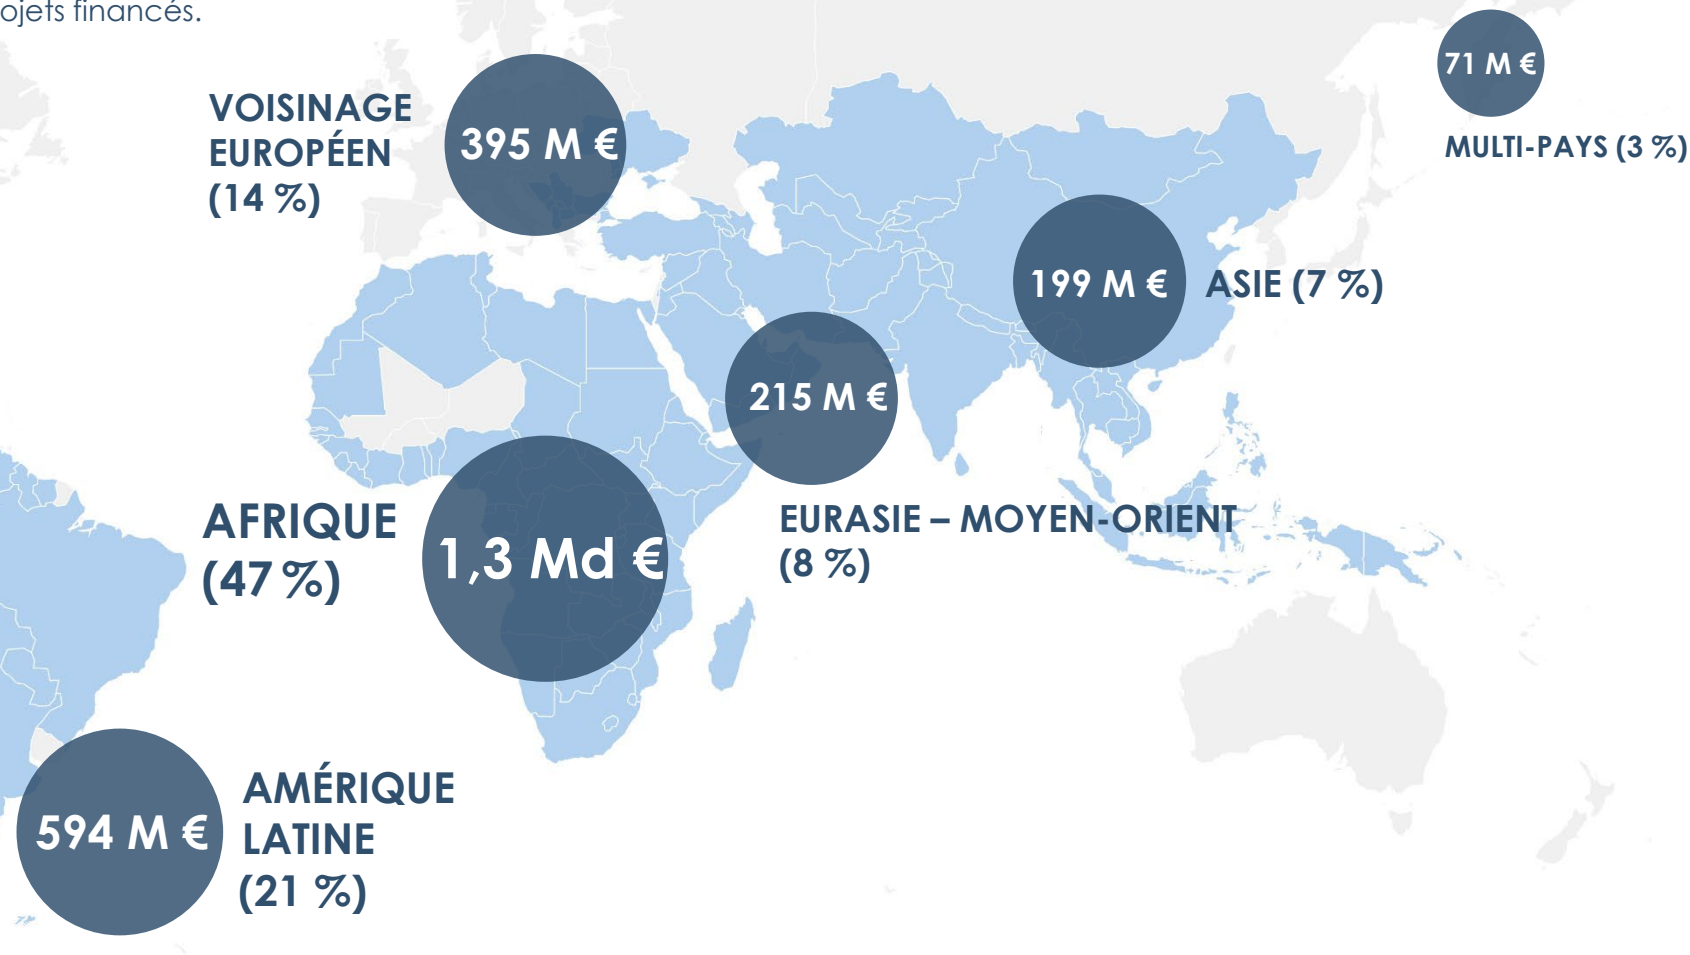 ojets financés.
VOISINAGE
EUROPÉEN
(14 %)
395 M €
71 M €
MULTI-PAYS (3 %)
199 M €
ASIE (7 %)
215 M €
EURASIE – MOYEN-ORIENT
(8 %)
AFRIQUE
(47 %)
1,3 Md €
594 M €
AMÉRIQUE
LATINE
(21 %)